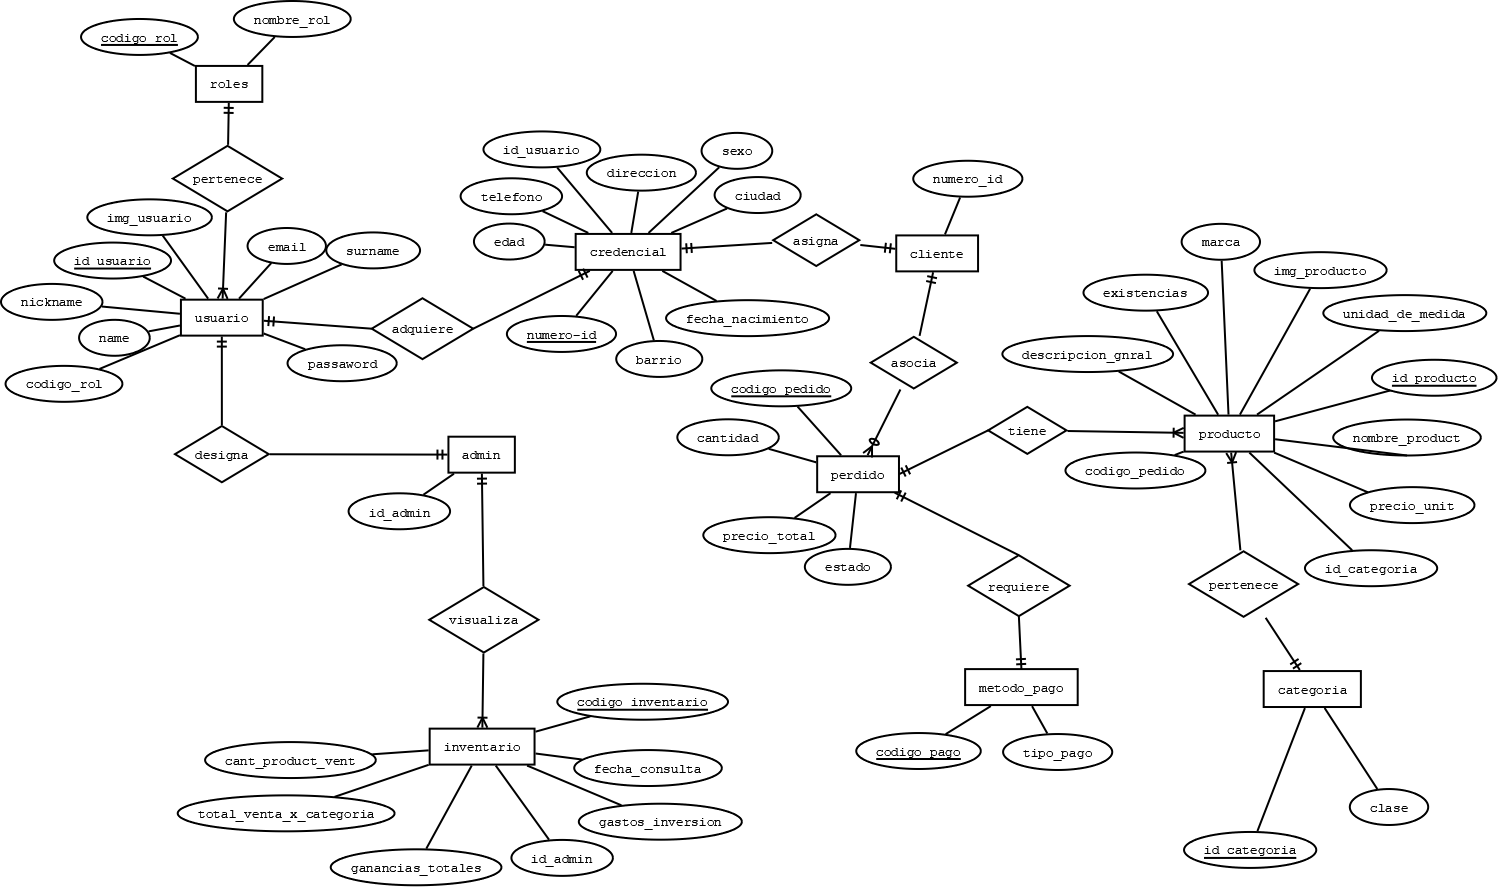 nombre_rol
codigo_rol
roles
pertenece
img_usuario
id_usuario
email
surname
nickname
usuario
name
codigo_rol
passaword
adquiere
designa
id_usuario
direccion
sexo
telefono
ciudad
edad
credencial
numero-id
barrio
fecha_nacimiento
asigna
numero_id
cliente
asocia
admin
id_admin
visualiza
codigo_pedido
cantidad
perdido
precio_total
estado
tiene
requiere
metodo_pago
codigo_pago
tipo_pago
marca
existencias
img_producto
unidad_de_medida
descripcion_gnral
id_producto
producto
nombre_product
codigo_pedido
precio_unit
id_categoria
pertenece
categoria
clase
id_categoria
codigo_inventario
inventario
cant_product_vent
fecha_consulta
total_venta_x_categoria
gastos_inversion
ganancias_totales
id_admin